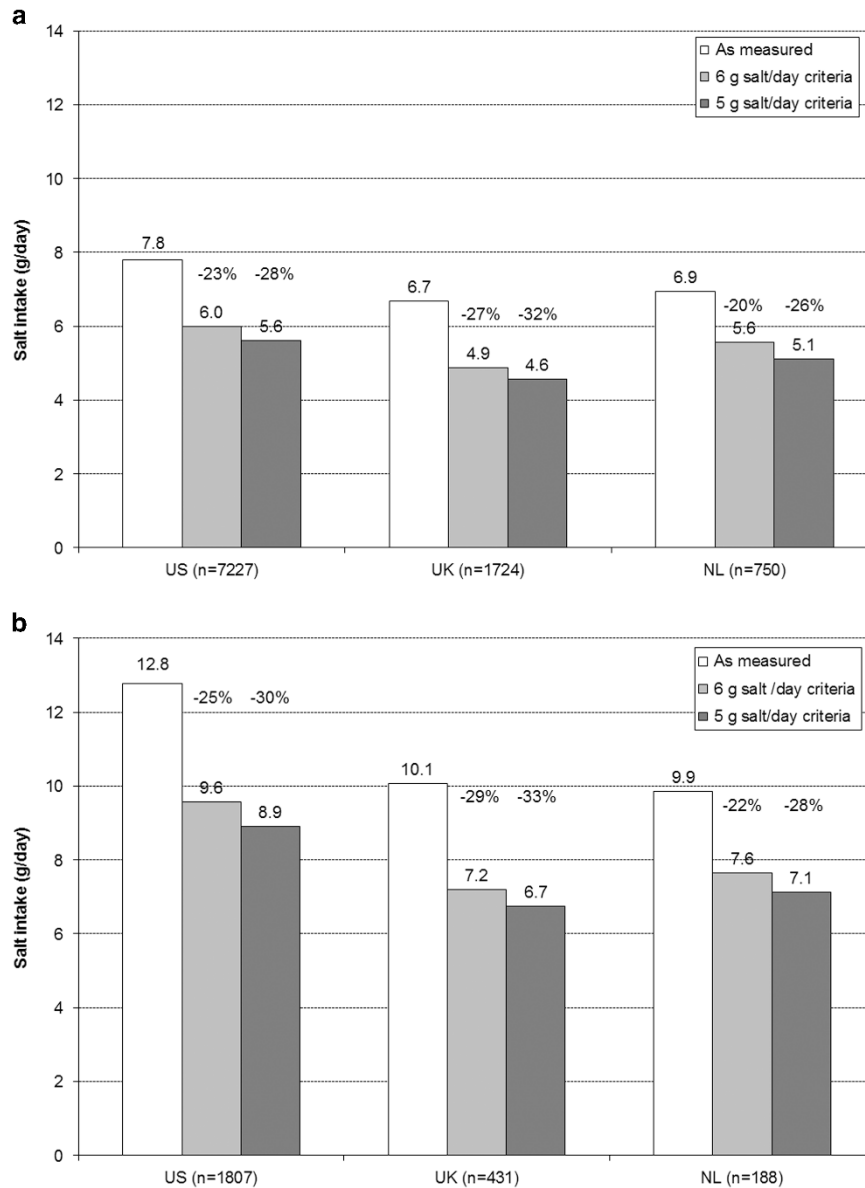 a
14
12
10
8
6
4
2
0
Salt intake (g/day)
As measured
6 g salt/day criteria
5 g salt/day criteria
7.8
-23% -28%
6.0
5.6
6.7
-27% -32%
4.9
4.6
6.9
-20% -26%
5.6
5.1
US (n=7227)
UK (n=1724)
NL (n=750)
b
14
12
10
8
6
4
2
0
Salt intake (g/day)
As measured
6 g salt /day criteria
5 g salt/day criteria
12.8
-25% -30%
9.6
8.9
10.1
-29% -33%
7.2
6.7
9.9
-22% -28%
7.6
7.1
US (n=1807)
UK (n=431)
NL (n=188)